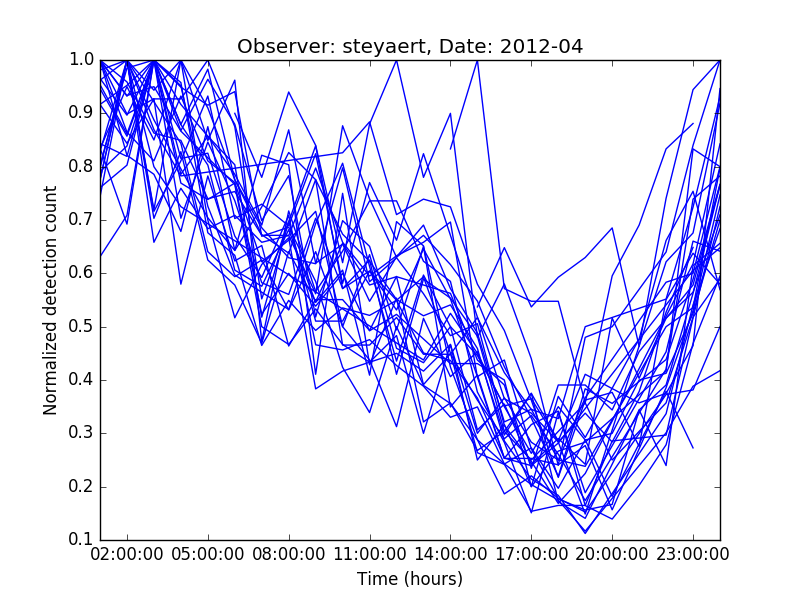 Observer: steyaert, Date: 2012-04
Normalized detection count
1.0
0.9
0.8
0.7
0.6
0.5
0.4
0.3
0.2
0.1
02:00:00 05:00:00 08:00:00 11:00:00 14:00:00 17:00:00 20:00:00 23:00:00
Time (hours)